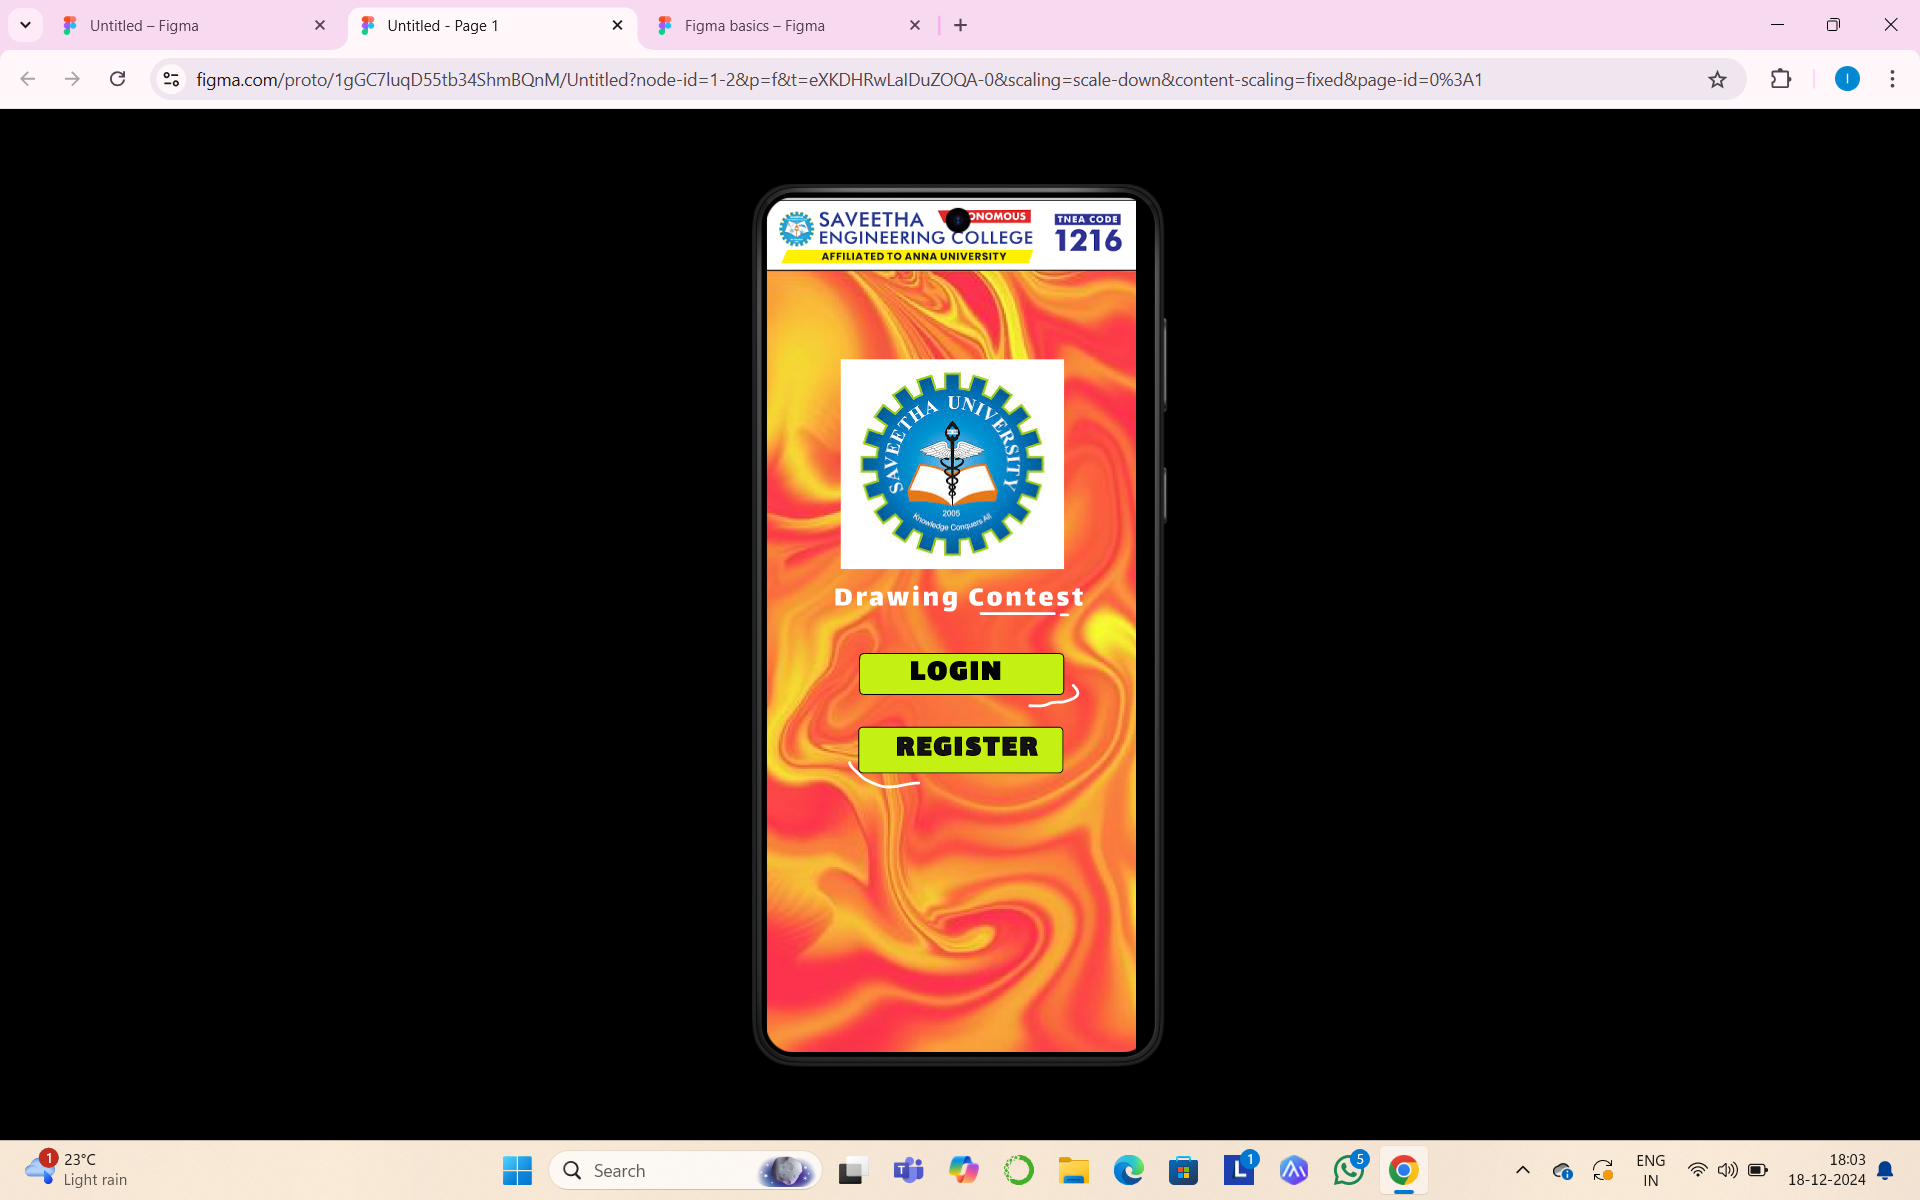 Untitled – Figma
Untitled - Page 1
Figma basics – Figma
figma.com/proto/1gGC7luqD55tb34ShmBQnM/Untitled?node-id=1-2&p=f&t=eXKDHRwLaIDuZOQA-0&scaling=scale-down&content-scaling=fixed&page-id=0%3A1
I
SAVEETHA
ONOMOUS
ENGINEERING COLLEGE
AFFILIATED TO ANNA UNIVERSITY
TNEA CODE
1216
SAVEETHA UNIVERSITY
2005
Knowledge Conquers All
Drawing Contest
LOGIN
REGISTER
1
23°C
Light rain
Search
1
5
ENG
IN
18:03
18-12-2024